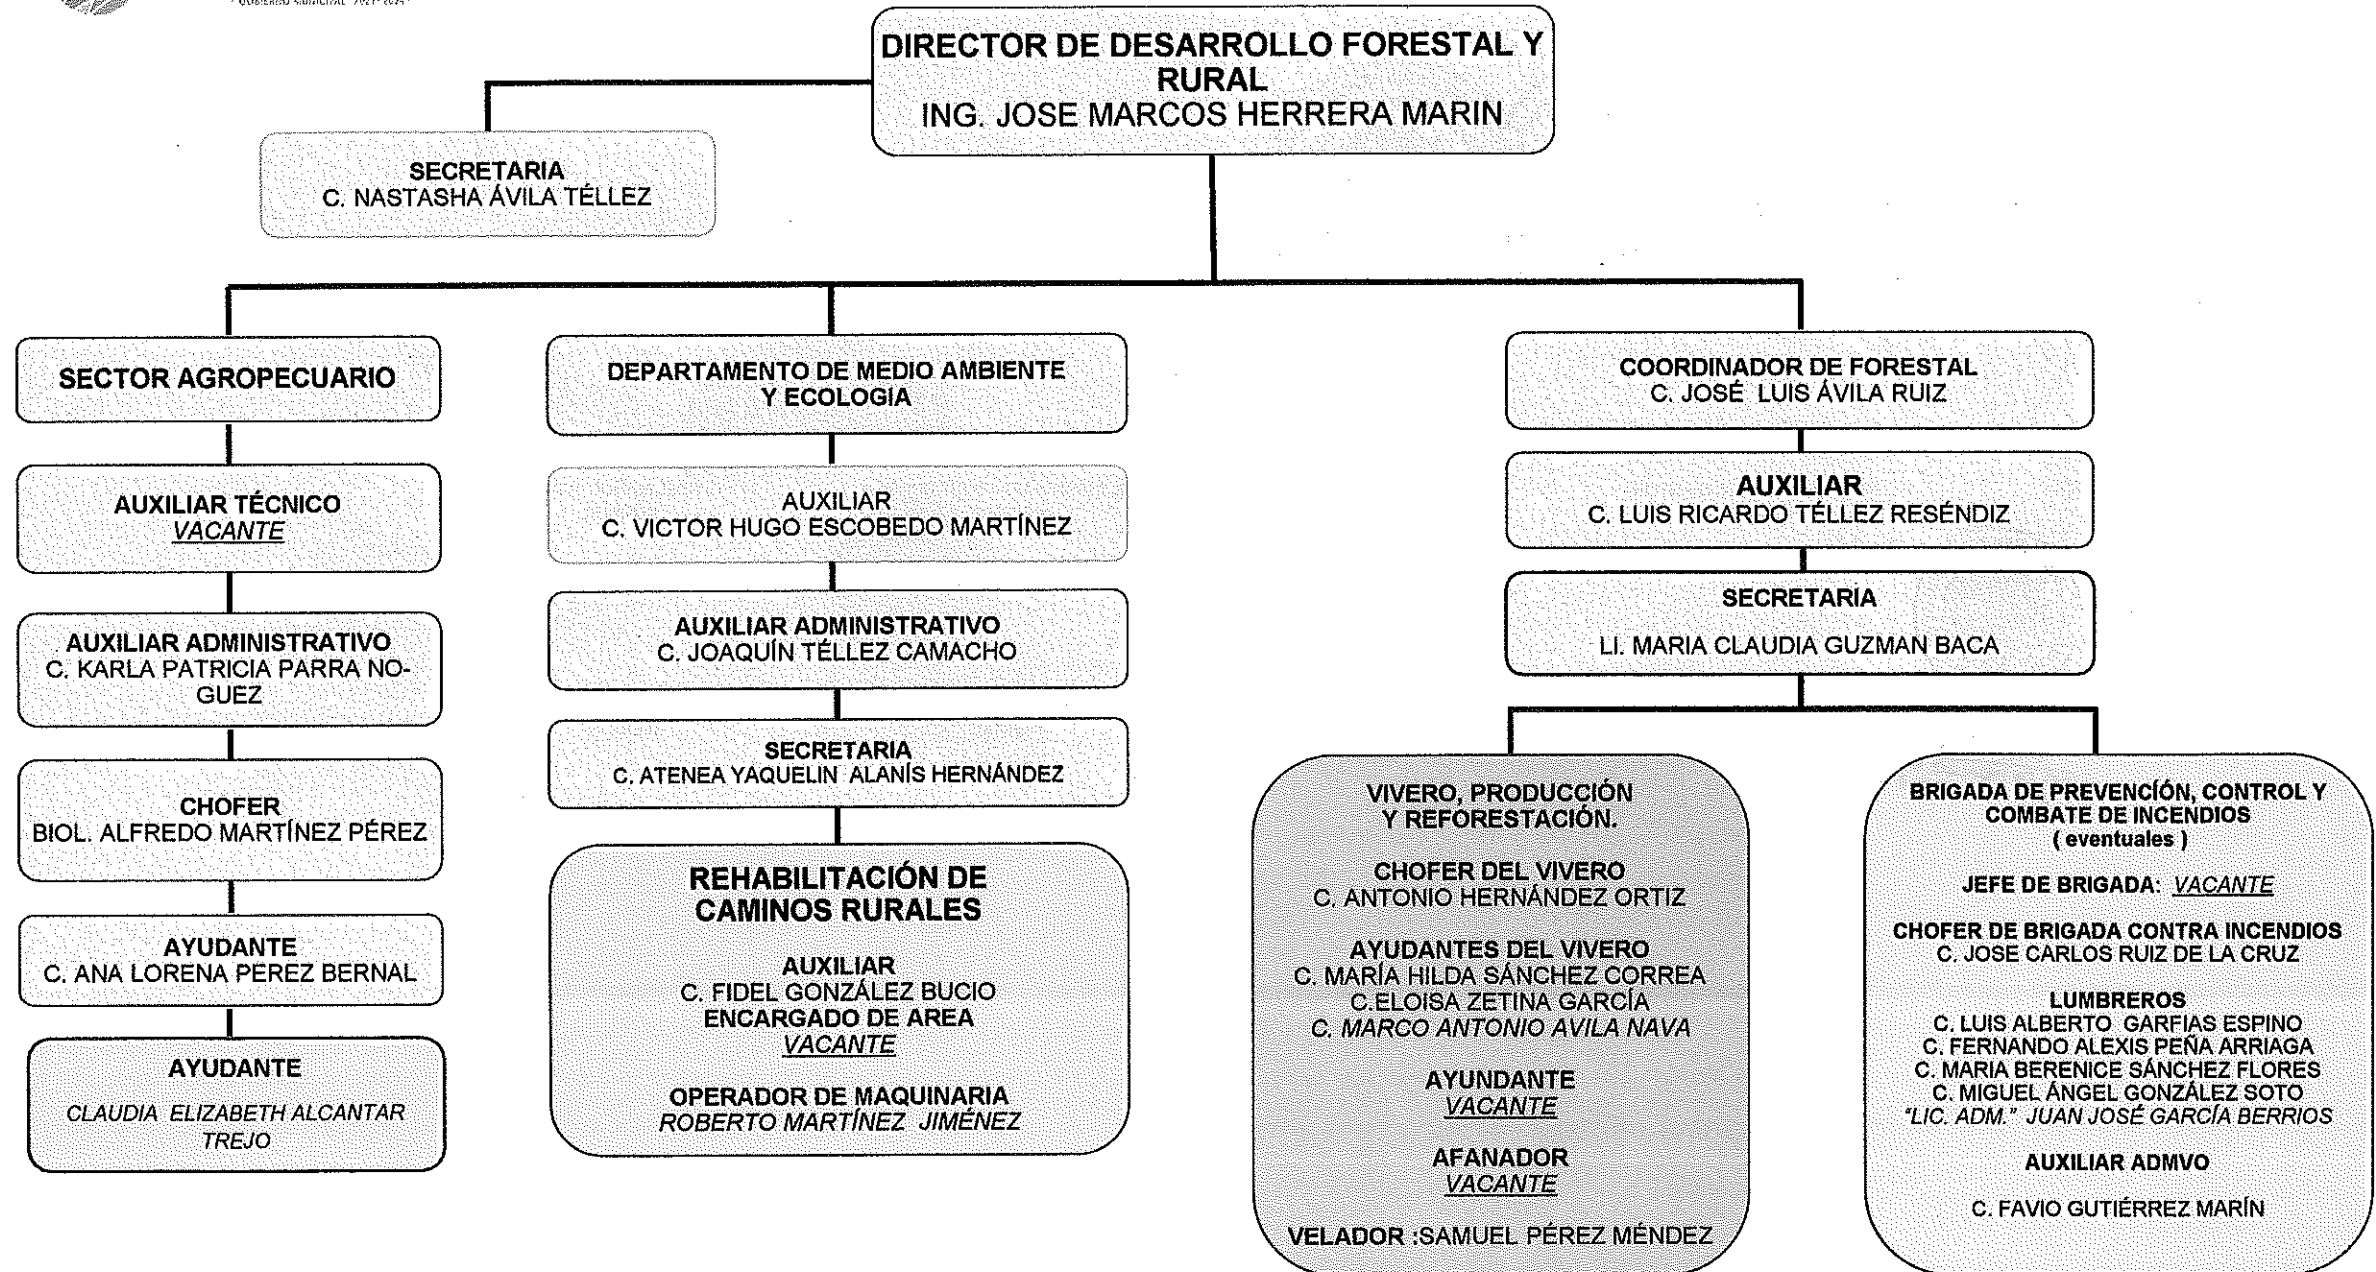 GOBIERNO MUNICIPAL 2021-2024
DIRECTOR DE DESARROLLO FORESTAL Y
RURAL
ING. JOSE MARCOS HERRERA MARIN
SECRETARIA
C. NASTASHA ÁVILA TÉLLEZ
SECTOR AGROPECUARIO
AUXILIAR TÉCNICO
VACANTE
AUXILIAR ADMINISTRATIVO
C. KARLA PATRICIA PARRA NO-
GUEZ
CHOFER
BIOL. ALFREDO MARTÍNEZ PÉREZ
AYUDANTE
C. ANA LORENA PÉREZ BERNAL
AYUDANTE
CLAUDIA ELIZABETH ALCANTAR
TREJO
DEPARTAMENTO DE MEDIO AMBIENTE
Y ECOLOGIA
AUXILIAR
C. VICTOR HUGO ESCOBEDO MARTÍNEZ
AUXILIAR ADMINISTRATIVO
C. JOAQUÍN TÉLLEZ CAMACHO
SECRETARIA
C. ATENEA YAQUELIN ALANÍS HERNÁNDEZ
REHABILITACIÓN DE
CAMINOS RURALES
AUXILIAR
C. FIDEL GONZÁLEZ BUCIO
ENCARGADO DE AREA
VACANTE
OPERADOR DE MAQUINARIA
ROBERTO MARTÍNEZ JIMÉNEZ
COORDINADOR DE FORESTAL
C. JOSÉ LUIS ÁVILA RUIZ
AUXILIAR
C. LUIS RICARDO TÉLLEZ RESÉNDIZ
SECRETARIA
LI. MARIA CLAUDIA GUZMAN BACA
VIVERO, PRODUCCIÓN
Y REFORESTACIÓN.
CHOFER DEL VIVERO
C. ANTONIO HERNÁNDEZ ORTIZ
AYUDANTES DEL VIVERO
C. MARÍA HILDA SÁNCHEZ CORREA
C.ELOISA ZETINA GARCÍA
C. MARCO ANTONIO AVILA NAVA
AYUNDANTE
VACANTE
AFANADOR
VACANTE
VELADOR :SAMUEL PÉREZ MÉNDEZ
BRIGADA DE PREVENCÍÓN, CONTROL Y
COMBATE DE INCENDIOS
( eventuales )
JEFE DE BRIGADA: VACANTE
CHOFER DE BRIGADA CONTRA INCENDIOS
C. JOSE CARLOS RUIZ DE LA CRUZ
LUMBREROS
C. LUIS ALBERTO GARFIAS ESPINO
C. FERNANDO ALEXIS PEÑA ARRIAGA
C. MARIA BERENICE SÁNCHEZ FLORES
C. MIGUEL ÁNGEL GONZÁLEZ SOTO
"LIC. ADM." JUAN JOSÉ GARCÍA BERRIOS
AUXILIAR ADMVO
C. FAVIO GUTIÉRREZ MARÍN